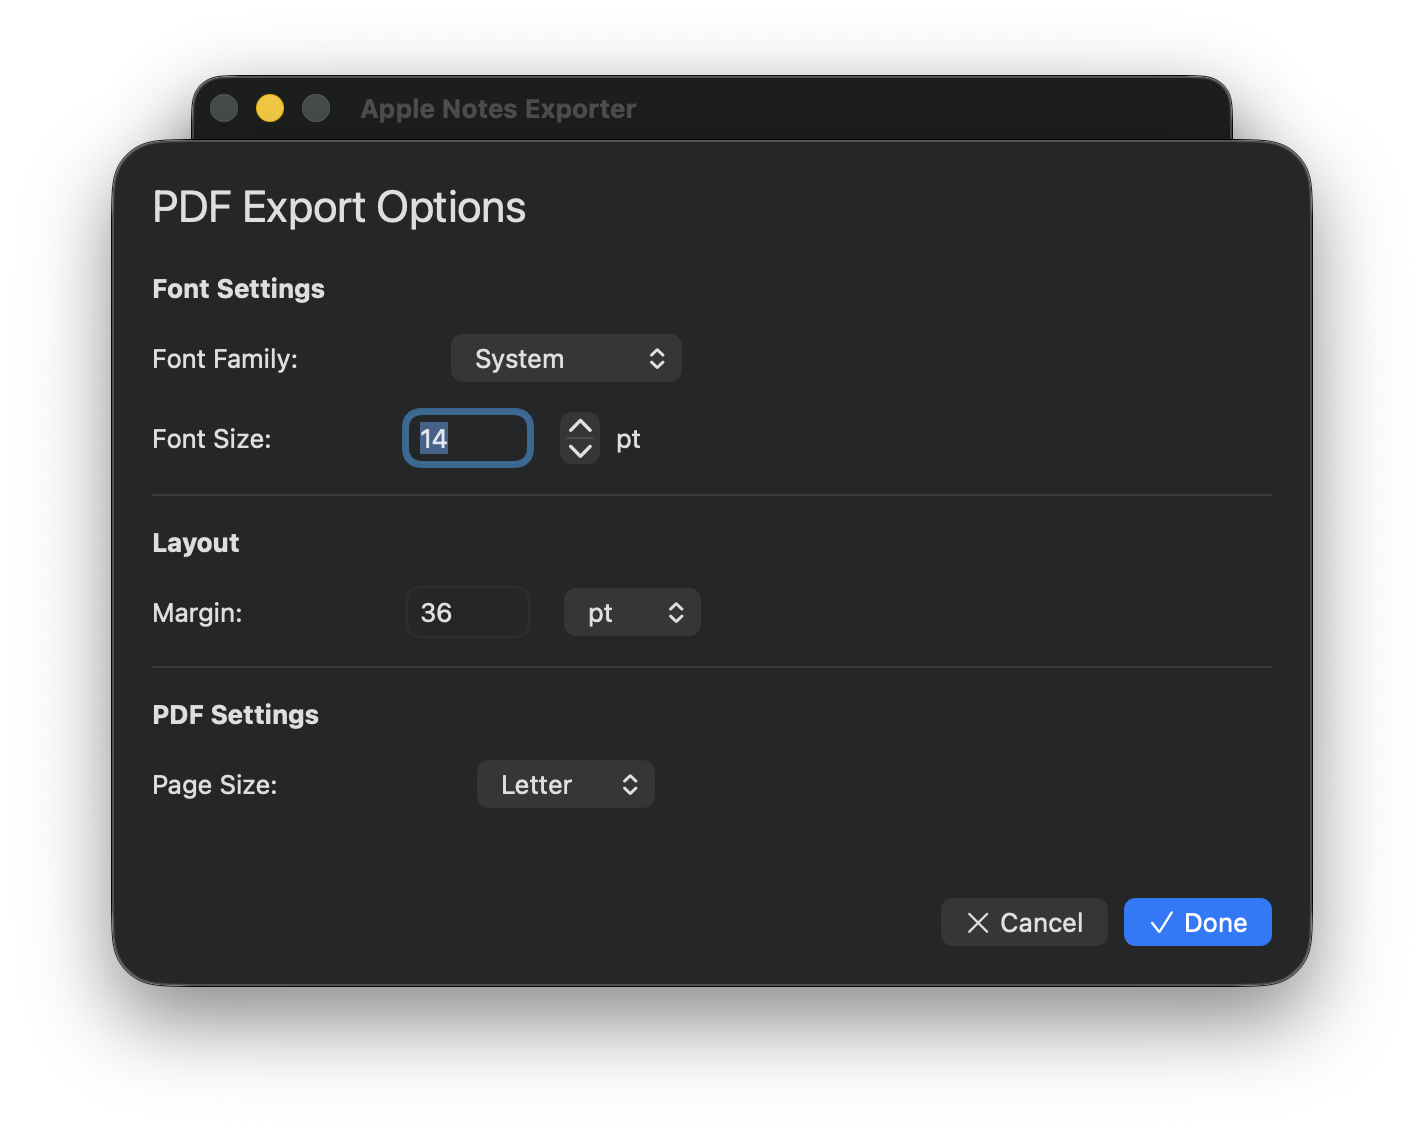 Apple Notes Exporter
PDF Export Options
Font Settings
Font Family: System
Font Size: 14 pt
Layout
Margin: 36 pt
PDF Settings
Page Size: Letter
Cancel Done